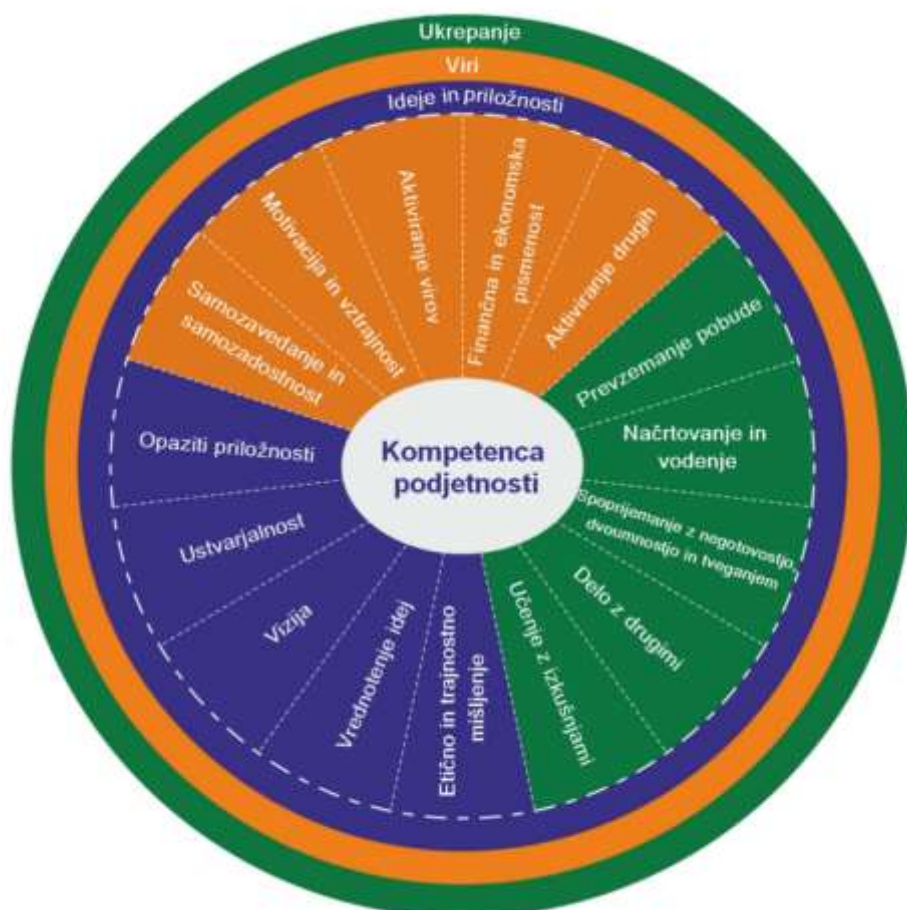 Ukrepanje
Viri
Ideje in priložnosti
Samozavedanje in
samozadostnost
Motivacija in vztrajnost
Aktiviranje virov
Finančna in ekonomska
pismenost
Aktiviranje drugih
Prevzemanje pobude
Načrtovanje in
vodenje
Spoprijemanje z negotovostjo,
dvoumnostjo in tveganjem
Delo z drugimi
Učenje z izkušnjami
Etično in trajnostno
mišljenje
Vrednotenje idej
Vizija
Ustvarjalnost
Opaziti priložnosti
Kompetenca
podjetnosti